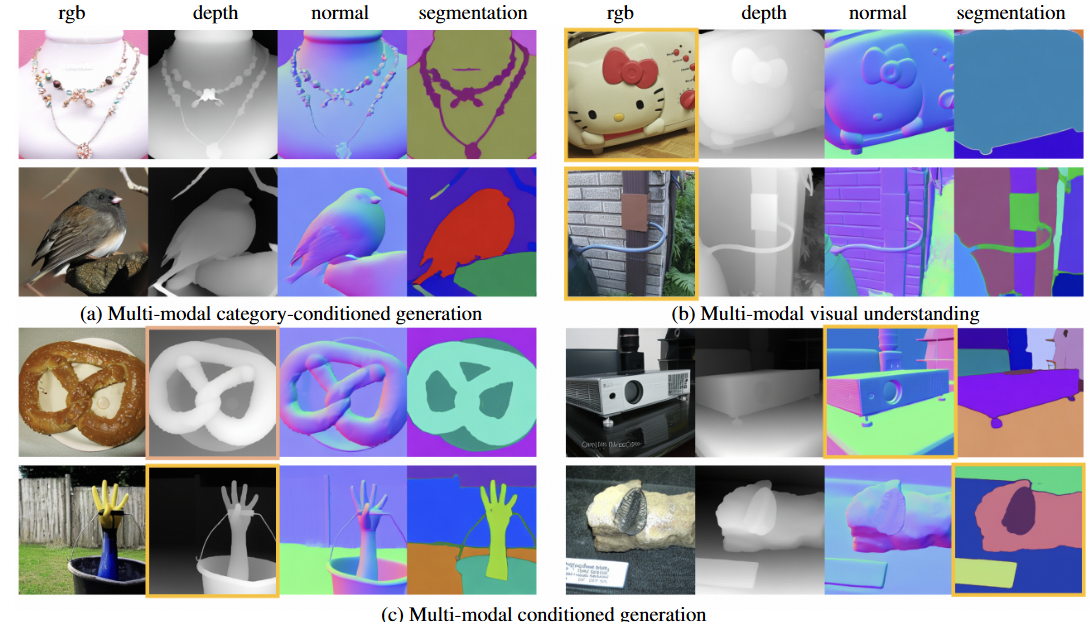 rgb depth normal segmentation rgb depth normal segmentation
(a) Multi-modal category-conditioned generation
(b) Multi-modal visual understanding
(c) Multi-modal conditioned generation